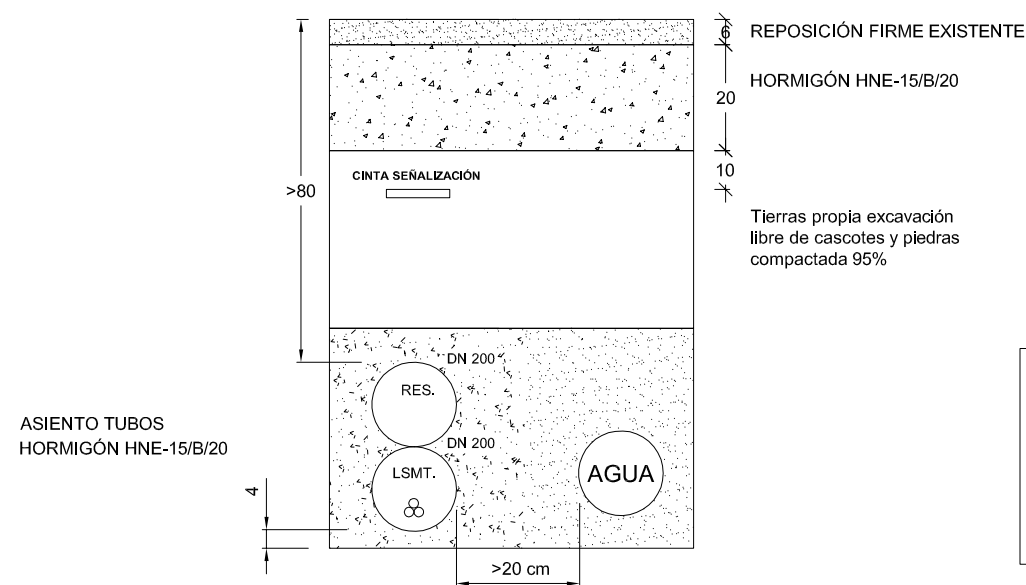 6
REPOSICIÓN FIRME EXISTENTE
20
HORMIGÓN HNE-15/B/20
10
CINTA SEÑALIZACIÓN
>80
Tierras propia excavación
libre de cascotes y piedras
compactada 95%
DN 200
RES.
ASIENTO TUBOS
HORMIGÓN HNE-15/B/20
DN 200
LSMT.
AGUA
4
>20 cm